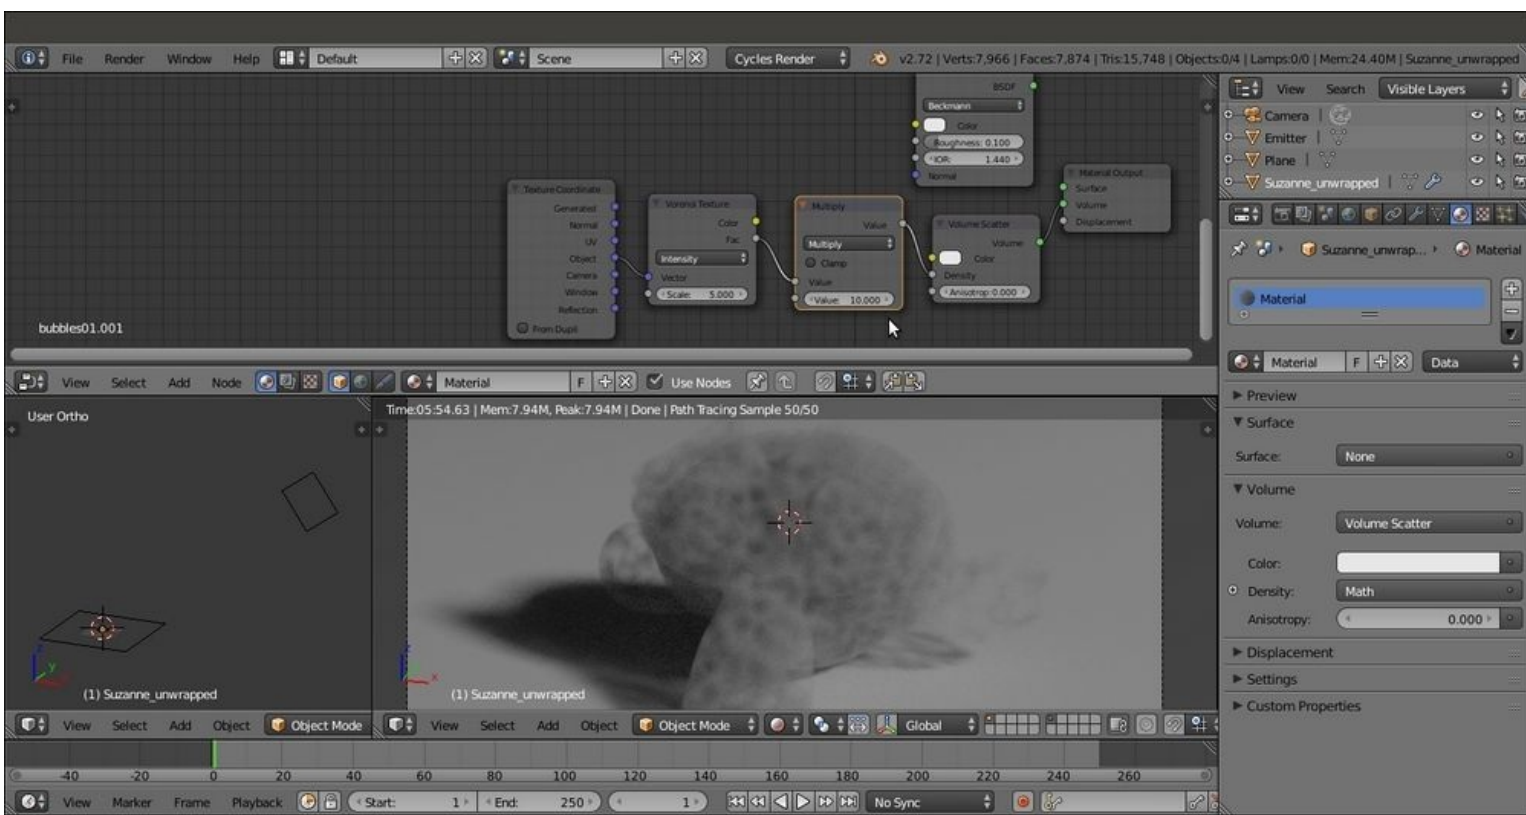 File Render Window Help Default Scene Cycles Render v2.72 | Verts:7,966 | Faces:7,874 | Tris:15,748 | Objects:0/4 | Lamps:0/0 | Mem:24.40M | Suzanne_unwrapped
View Search Visible Layers
Camera
Emitter
Plane
Suzanne_unwrapped
BSDF
Beckmann
Color
Roughness: 0.100
IOR: 1.440
Normal
Texture Coordinate
Generated
Normal
UV
Object
Camera
Window
Reflection
From Dupli
Voronoi Texture
Color
Fac
Intensity
Vector
Scale: 5.000
Multiply
Value
Multiply
Clamp
Value
Value: 10.000
Volume Scatter
Volume
Color
Density
Anisotrop:0.000
Material Output
Surface
Volume
Displacement
bubbles01.001
View Select Add Node Material F Use Nodes
Suzanne_unwrap... Material
Material
Material F Data
Preview
Surface
Surface: None
Volume
Volume: Volume Scatter
Color:
Density: Math
Anisotropy: 0.000
Displacement
Settings
Custom Properties
User Ortho
(1) Suzanne_unwrapped
View Select Add Object Object Mode
Time:05:54.63 | Mem:7.94M, Peak:7.94M | Done | Path Tracing Sample 50/50
(1) Suzanne_unwrapped
View Select Add Object Object Mode Global
-40 -20 0 20 40 60 80 100 120 140 160 180 200 220 240 260
View Marker Frame Playback Start: 1 End: 250 1 No Sync